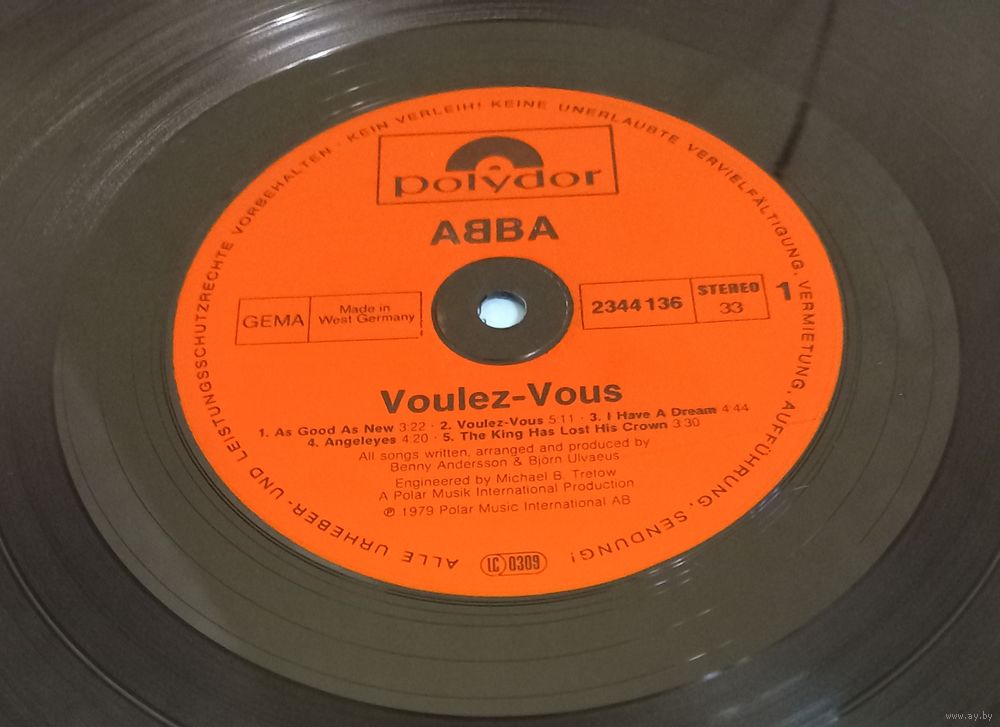 ALLE URHEBER- UND LEISTUNGSSCHUTZRECHTE VORBEHALTEN · KEIN VERLEIH! KEINE UNERLAUBTE VERVIELFÄLTIGUNG, VERMIETUNG, AUFFÜHRUNG, SENDUNG!
polydor
ABBA
GEMA
Made in
West Germany
2344 136
STEREO
33
1
Voulez-Vous
1. As Good As New 3:22 · 2. Voulez-Vous 5:11 · 3. I Have A Dream 4:44
4. Angeleyes 4:20 · 5. The King Has Lost His Crown 3:30
All songs written, arranged and produced by
Benny Andersson & Björn Ulvaeus
Engineered by Michael B. Tretow
A Polar Musik International Production
℗ 1979 Polar Music International AB
LC 0309
www.ay.by